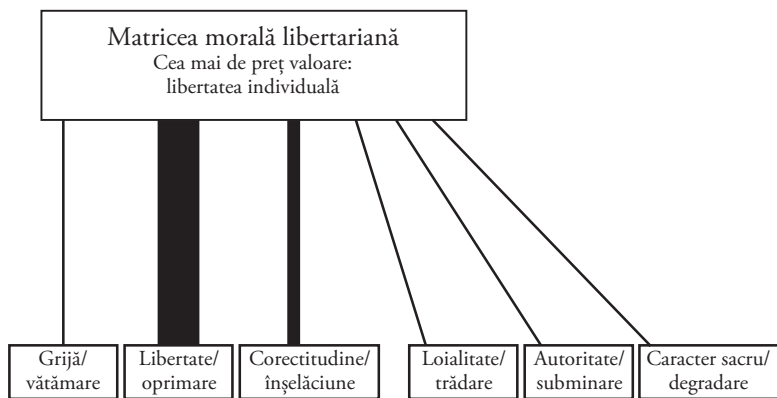 Matricea morală libertariană
Cea mai de preț valoare:
libertatea individuală
Grijă/
vătămare
Libertate/
oprimare
Corectitudine/
înșelăciune
Loialitate/
trădare
Autoritate/
subminare
Caracter sacru/
degradare